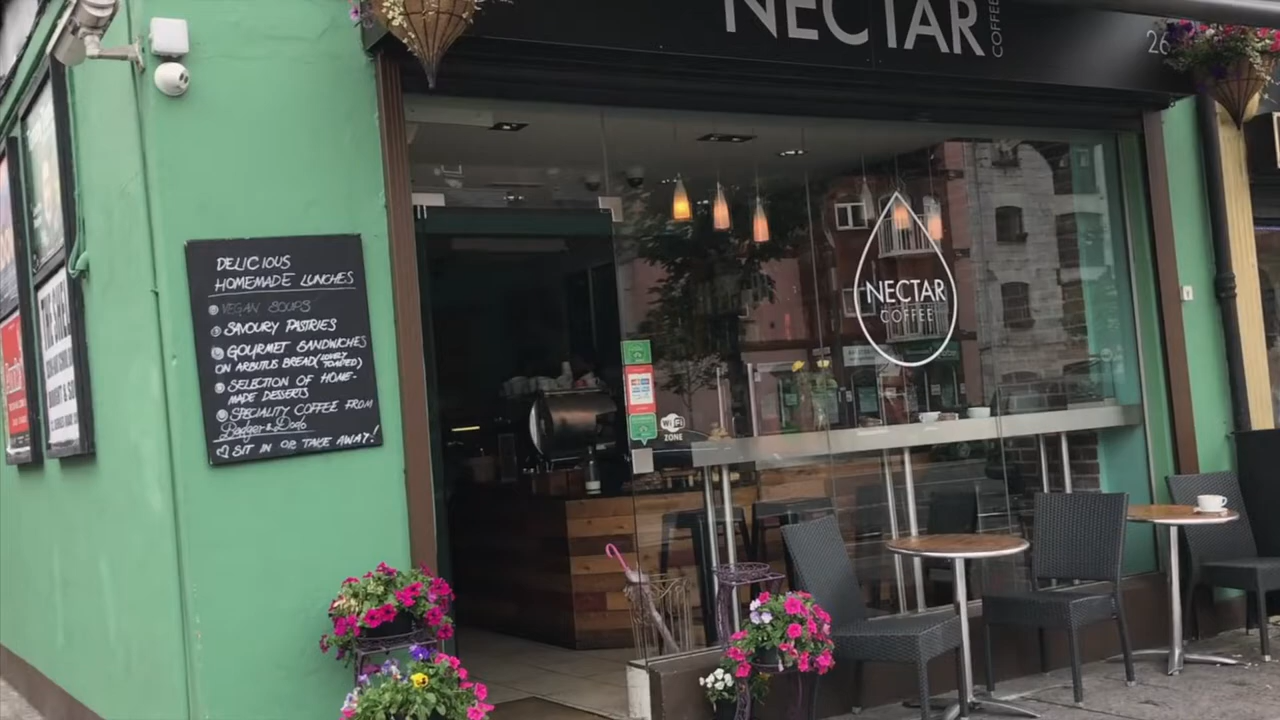 NECTAR
COFFEE
26
DELICIOUS
HOMEMADE LUNCHES
VEGAN SOUPS
SAVOURY PASTRIES
GOURMET SANDWICHES
ON ARBUTUS BREAD (LOVELY TOASTED)
SELECTION OF HOME-
MADE DESSERTS
SPECIALITY COFFEE FROM
Badger & Dodo
SIT IN OR TAKE AWAY!
NECTAR
COFFEE
WiFi
ZONE